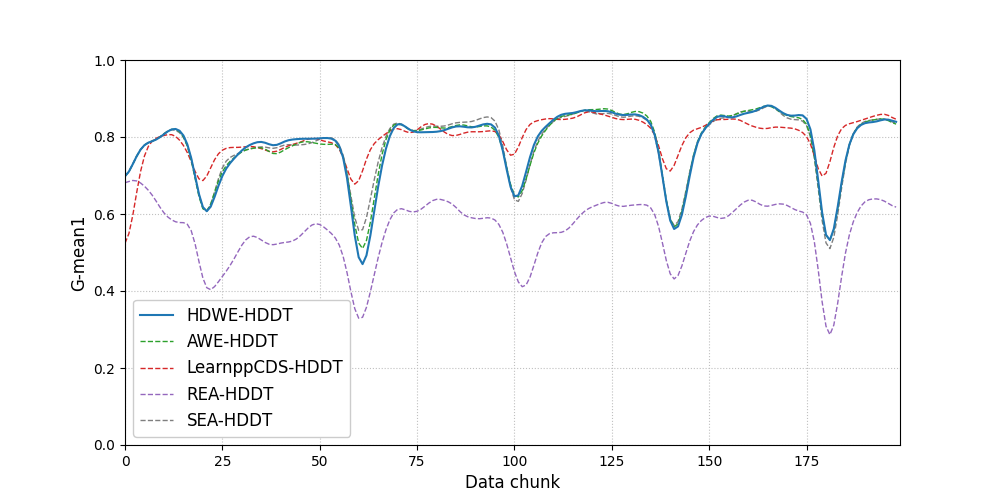 1.0
0.8
0.6
0.4
0.2
0.0
G-mean1
HDWE-HDDT
AWE-HDDT
LearnppCDS-HDDT
REA-HDDT
SEA-HDDT
0 25 50 75 100 125 150 175
Data chunk